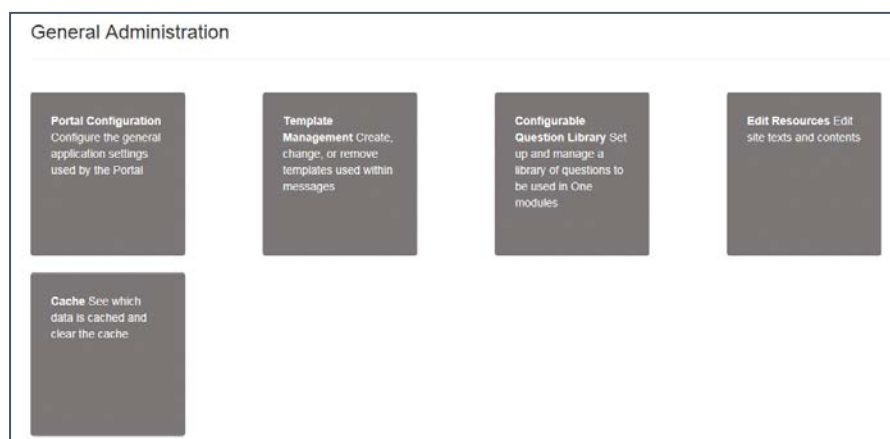 General Administration
Portal Configuration
Configure the general
application settings
used by the Portal
Template
Management Create,
change, or remove
templates used within
messages
Configurable
Question Library Set
up and manage a
library of questions to
be used in One
modules
Edit Resources Edit
site texts and contents
Cache See which
data is cached and
clear the cache